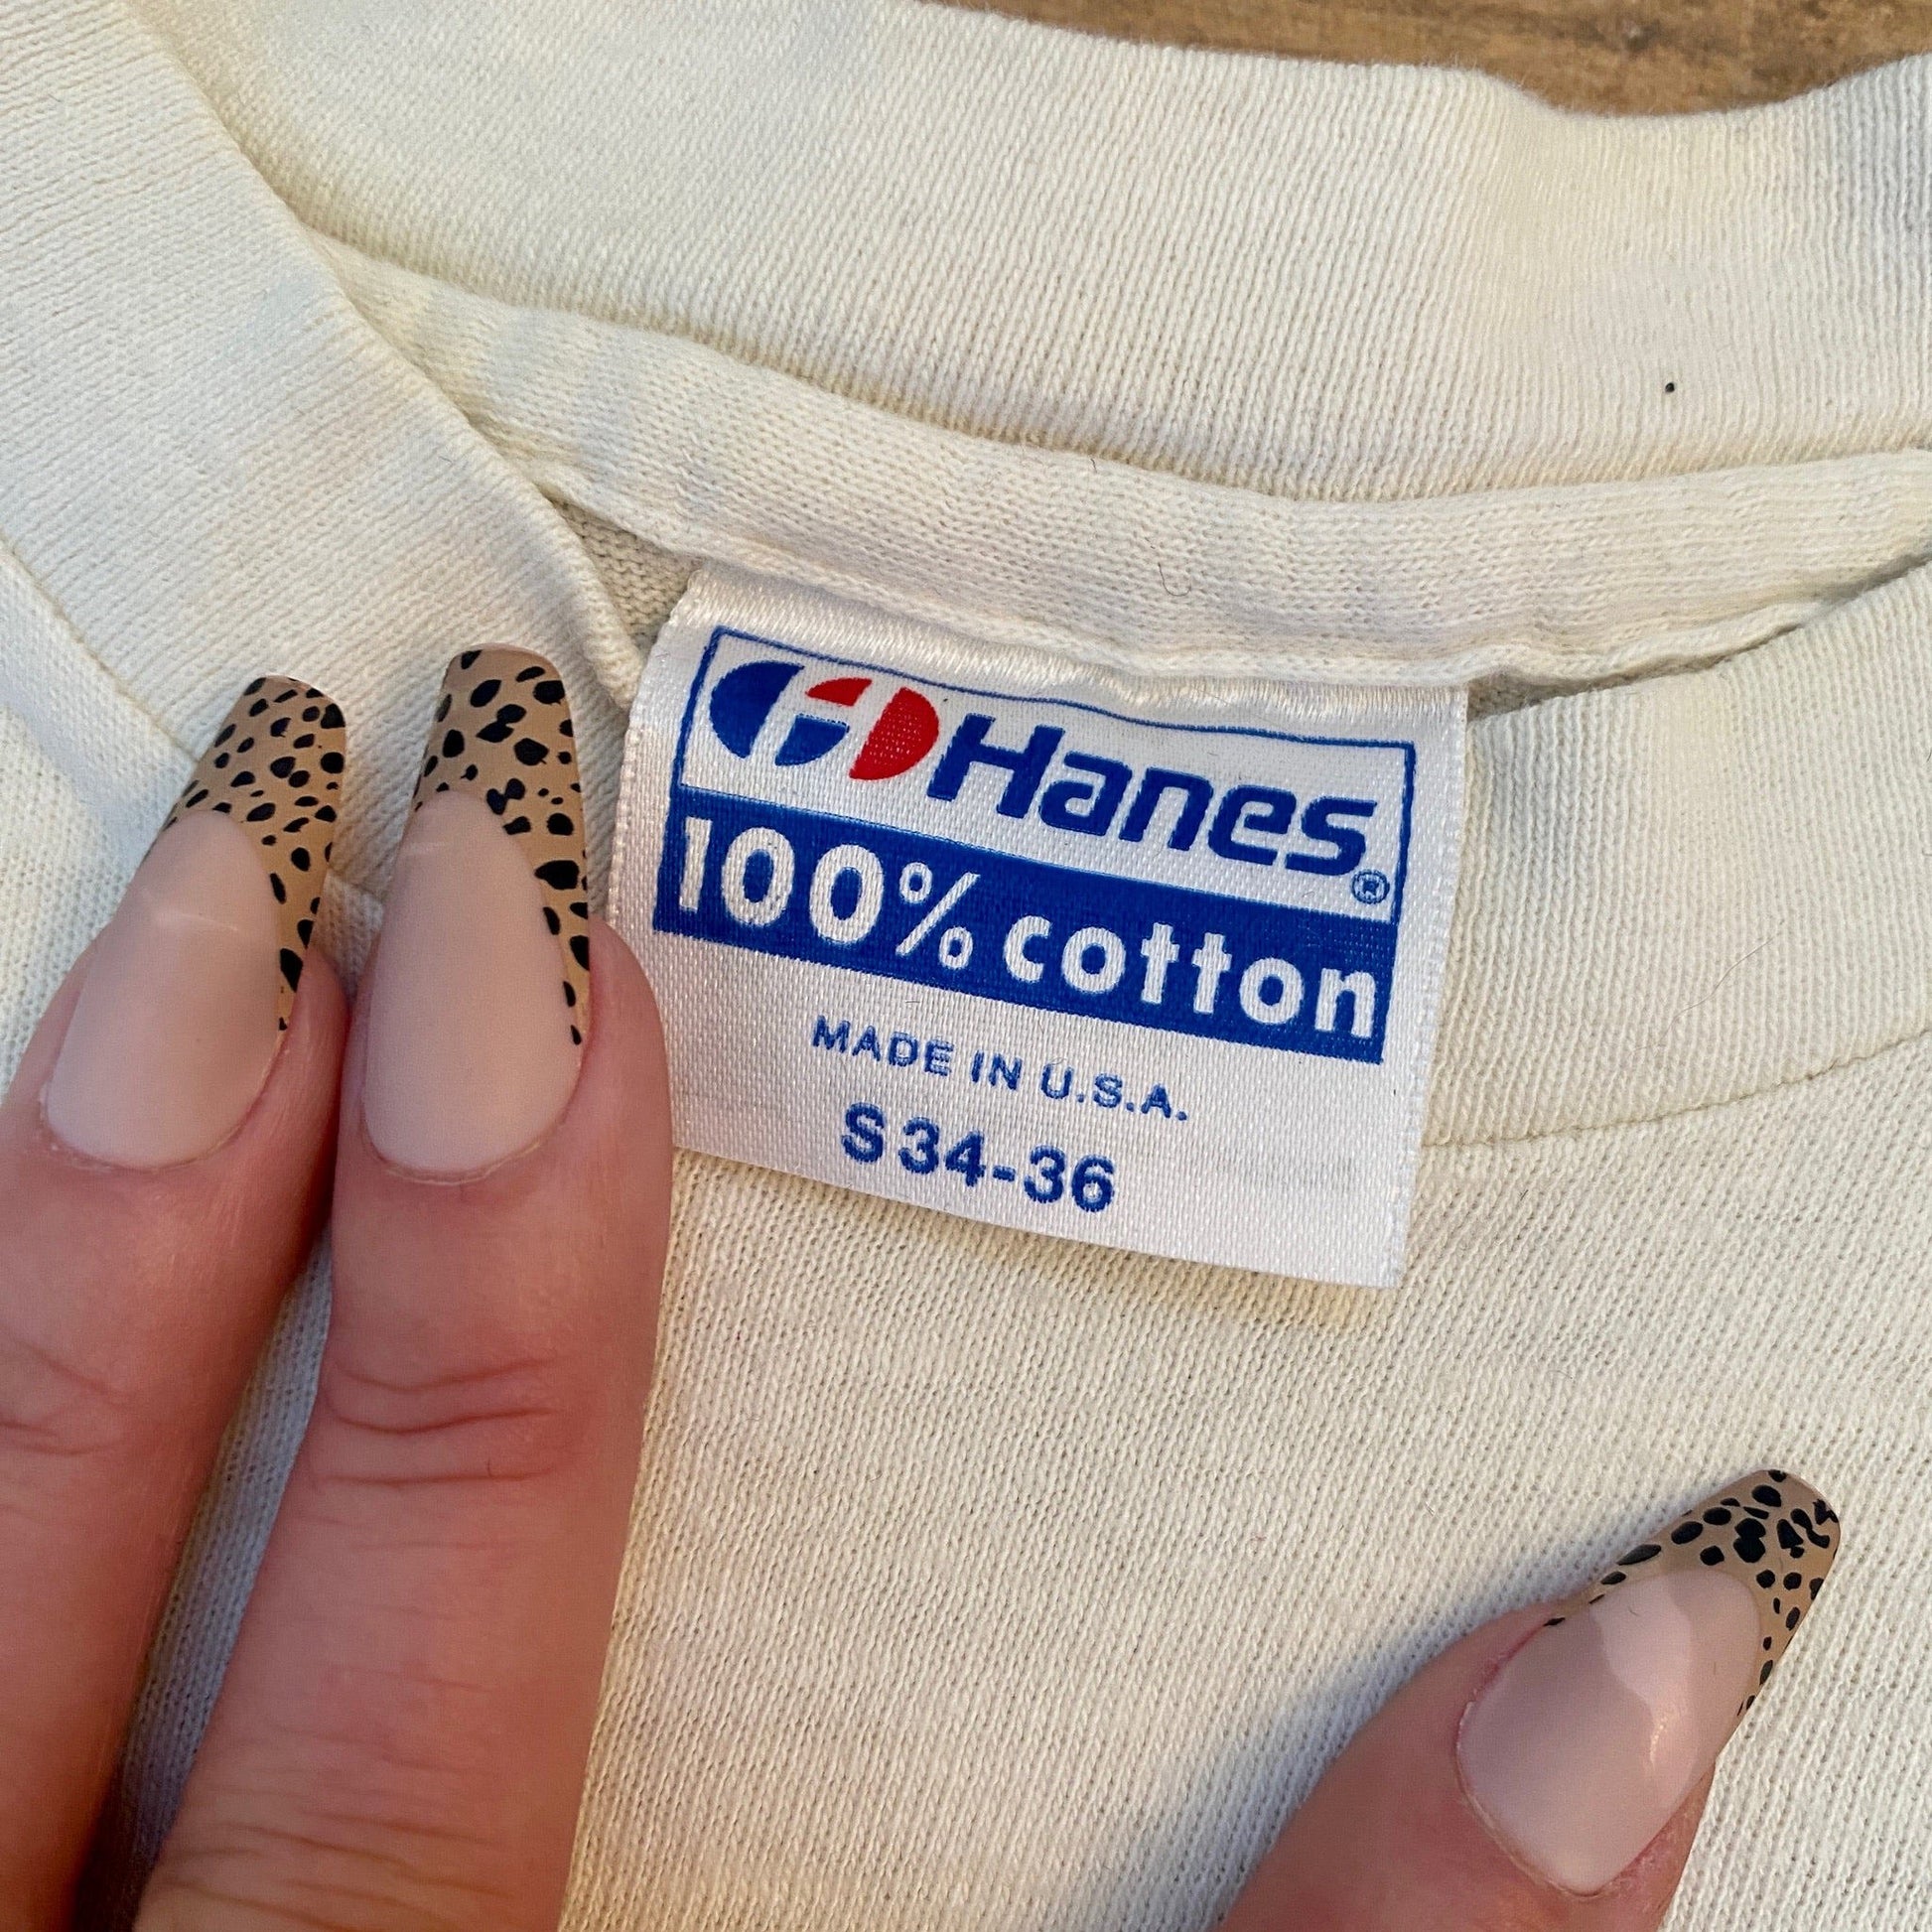 Hanes®
100% cotton
MADE IN U.S.A.
S 34-36